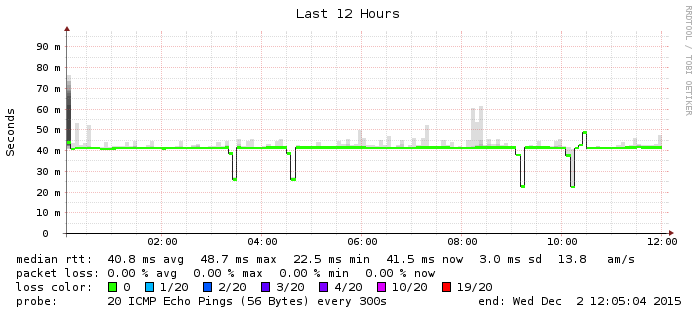 Last 12 Hours
RRDTOOL / TOBI OETIKER
Seconds
90 m
80 m
70 m
60 m
50 m
40 m
30 m
20 m
10 m
0
02:00 04:00 06:00 08:00 10:00 12:00
median rtt: 40.8 ms avg 48.7 ms max 22.5 ms min 41.5 ms now 3.0 ms sd 13.8 am/s
packet loss: 0.00 % avg 0.00 % max 0.00 % min 0.00 % now
loss color: 0 1/20 2/20 3/20 4/20 10/20 19/20
probe: 20 ICMP Echo Pings (56 Bytes) every 300s end: Wed Dec 2 12:05:04 2015